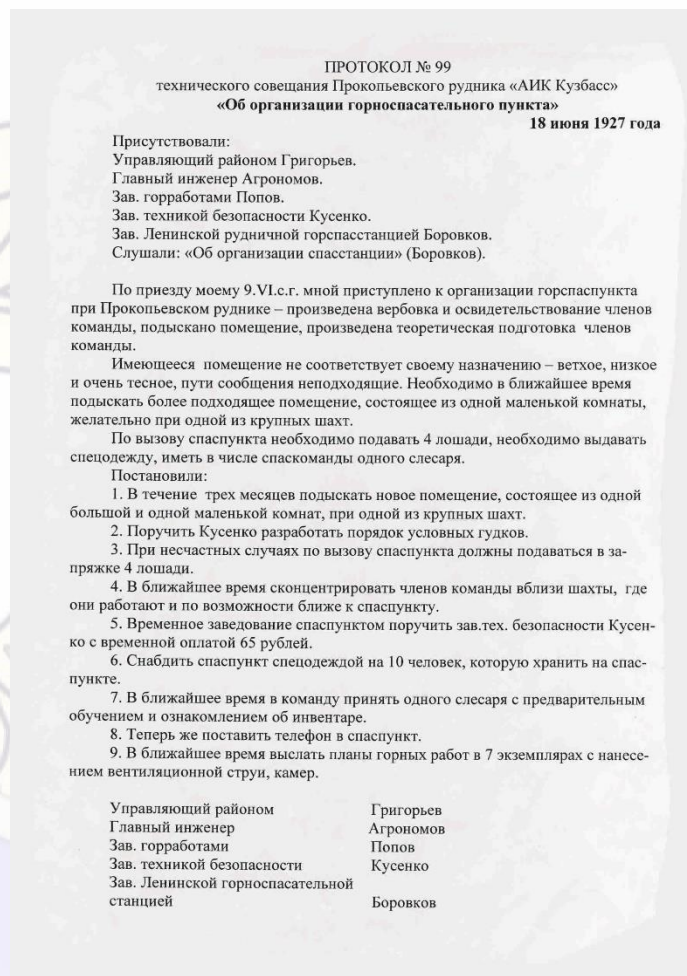 ПРОТОКОЛ № 99
технического совещания Прокопьевского рудника «АИК Кузбасс»
«Об организации горноспасательного пункта»
18 июня 1927 года
Присутствовали:
Управляющий районом Григорьев.
Главный инженер Агрономов.
Зав. горработами Попов.
Зав. техникой безопасности Кусенко.
Зав. Ленинской рудничной горспасстанцией Боровков.
Слушали: «Об организации спасстанции» (Боровков).
По приезду моему 9.VI.с.г. мной приступлено к организации горспаспункта
при Прокопьевском руднике – произведена вербовка и освидетельствование членов
команды, подыскано помещение, произведена теоретическая подготовка членов
команды.
Имеющееся помещение не соответствует своему назначению – ветхое, низкое
и очень тесное, пути сообщения неподходящие. Необходимо в ближайшее время
подыскать более подходящее помещение, состоящее из одной маленькой комнаты,
желательно при одной из крупных шахт.
По вызову спаспункта необходимо подавать 4 лошади, необходимо выдавать
спецодежду, иметь в числе спаскоманды одного слесаря.
Постановили:
1. В течение трех месяцев подыскать новое помещение, состоящее из одной
большой и одной маленькой комнат, при одной из крупных шахт.
2. Поручить Кусенко разработать порядок условных гудков.
3. При несчастных случаях по вызову спаспункта должны подаваться в за-
пряжке 4 лошади.
4. В ближайшее время сконцентрировать членов команды вблизи шахты, где
они работают и по возможности ближе к спаспункту.
5. Временное заведование спаспунктом поручить зав.тех. безопасности Кусен-
ко с временной оплатой 65 рублей.
6. Снабдить спаспункт спецодеждой на 10 человек, которую хранить на спас-
пункте.
7. В ближайшее время в команду принять одного слесаря с предварительным
обучением и ознакомлением об инвентаре.
8. Теперь же поставить телефон в спаспункт.
9. В ближайшее время выслать планы горных работ в 7 экземплярах с нанесе-
нием вентиляционной струи, камер.
Управляющий районом Григорьев
Главный инженер Агрономов
Зав. горработами Попов
Зав. техникой безопасности Кусенко
Зав. Ленинской горноспасательной
станцией Боровков